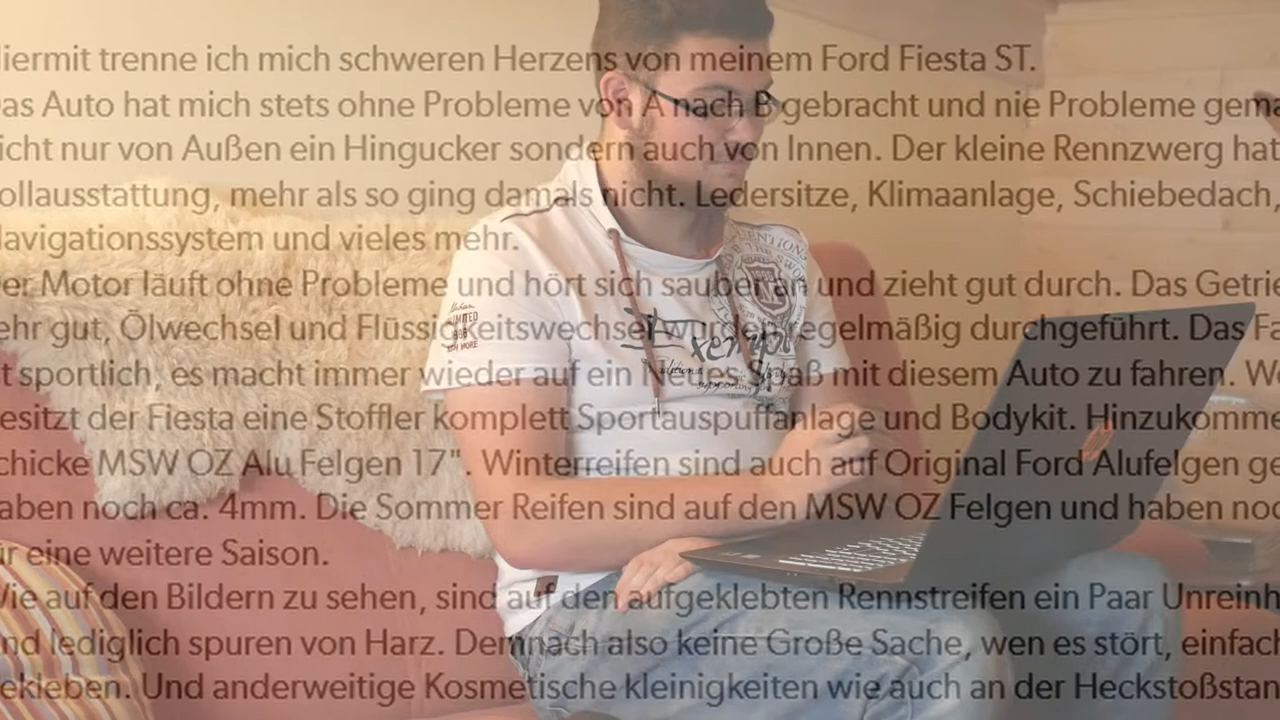 iermit trenne ich mich schweren Herzens von meinem Ford Fiesta ST.
as Auto hat mich stets ohne Probleme von A nach B gebracht und nie Probleme gema
icht nur von Außen ein Hingucker sondern auch von Innen. Der kleine Rennzwerg hat
ollausstattung, mehr als so ging damals nicht. Ledersitze, Klimaanlage, Schiebedach,
avigationssystem und vieles mehr.
er Motor läuft ohne Probleme und hört sich sauber an und zieht gut durch. Das Getrie
ehr gut, Ölwechsel und Flüssigkeitswechsel wurden regelmäßig durchgeführt. Das Fa
t sportlich, es macht immer wieder auf ein Neues Spaß mit diesem Auto zu fahren. We
esitzt der Fiesta eine Stoffler komplett Sportauspuffanlage und Bodykit. Hinzukomme
chicke MSW OZ Alu Felgen 17". Winterreifen sind auch auf Original Ford Alufelgen ge
aben noch ca. 4mm. Die Sommer Reifen sind auf den MSW OZ Felgen und haben noc
ür eine weitere Saison.
Wie auf den Bildern zu sehen, sind auf den aufgeklebten Rennstreifen ein Paar Unreinh
nd lediglich spuren von Harz. Demnach also keine Große Sache, wen es stört, einfach
ekleben. Und anderweitige Kosmetische kleinigkeiten wie auch an der Heckstoßstan